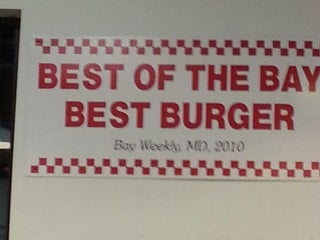 BEST OF THE BAY
BEST BURGER
Bay Weekly, MD, 2010